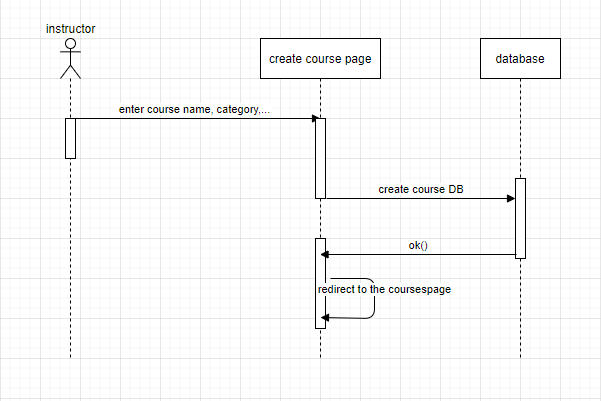 instructor
create course page
database
enter course name, category,...
create course DB
ok()
redirect to the coursespage